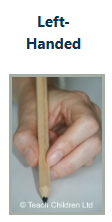 Left-
Handed
© Teach Children Ltd